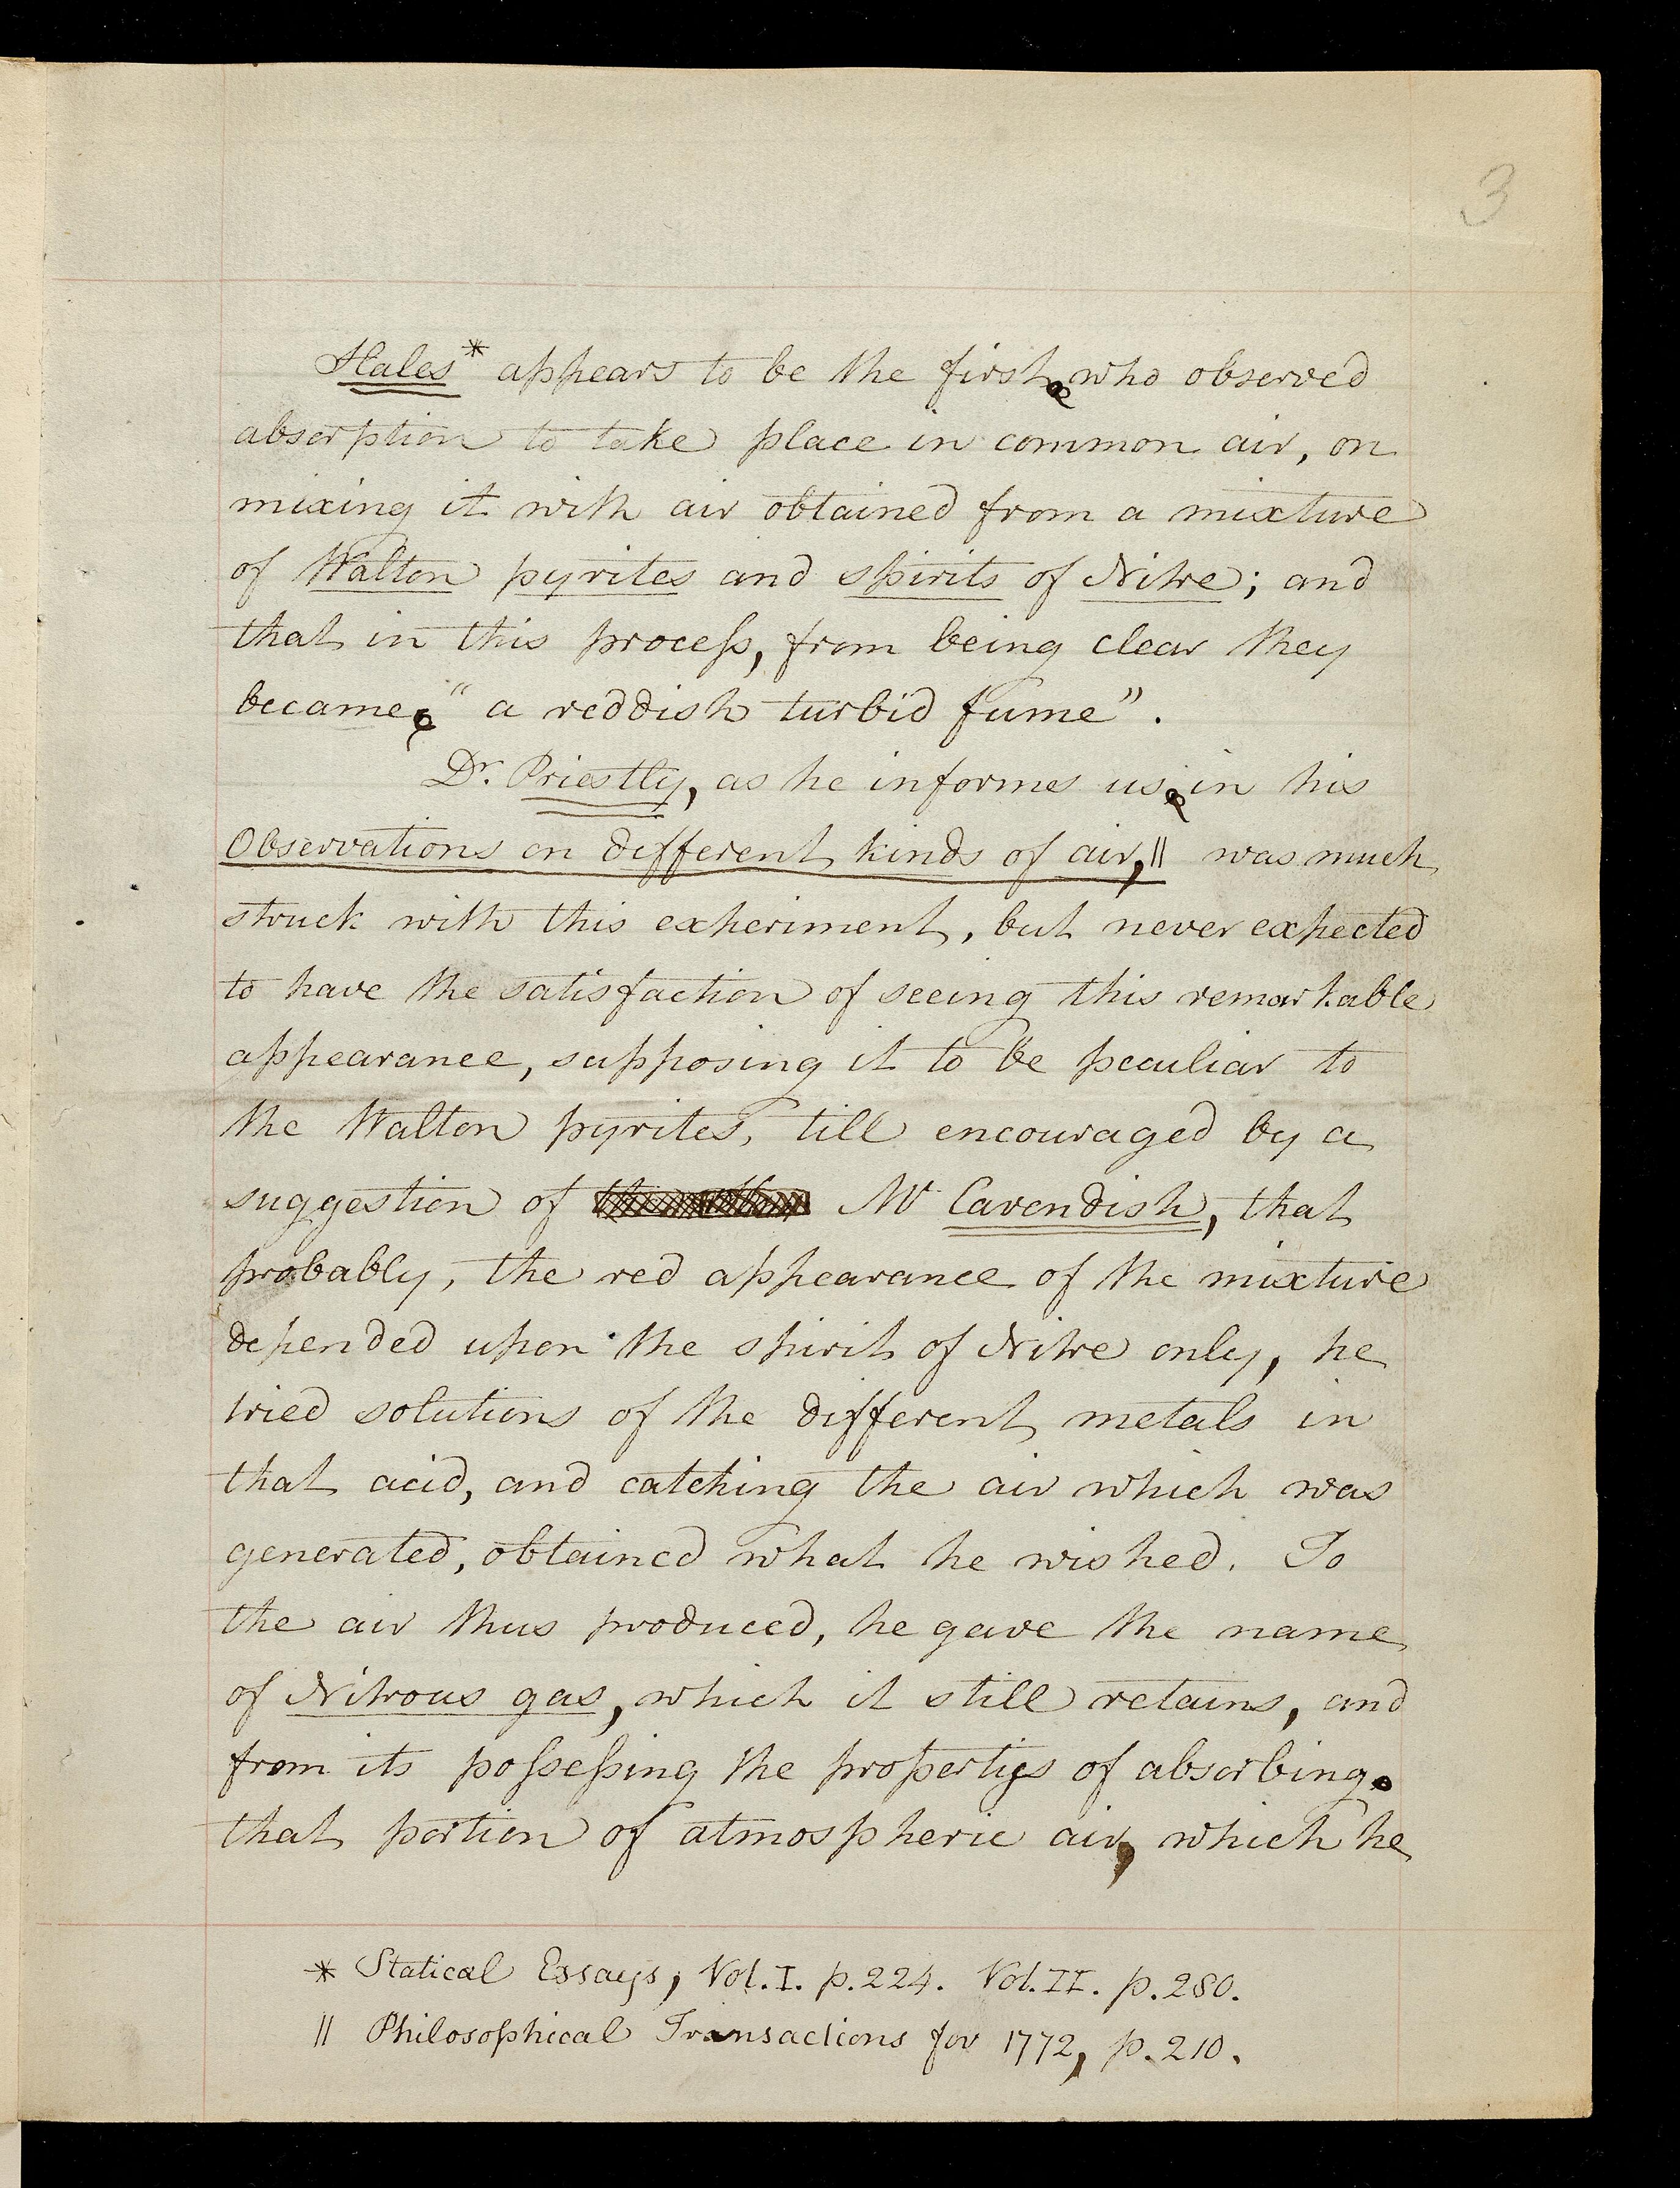 3
Hales* appears to be the first who observed
absorption to take place in common air, on
mixing it with air obtained from a mixture
of Walton pyrites and spirits of Nitre; and
that in this process, from being clear they
became, "a reddish turbid fume".
Dr. Priestly, as he informs us in his
Observations on different kinds of air,|| was much
struck with this experiment, but never expected
to have the satisfaction of seeing this remarkable
appearance, supposing it to be peculiar to
the Walton pyrites, till encouraged by a
suggestion of Mr Cavendish, that
probably, the red appearance of the mixture
depended upon the spirit of Nitre only, he
tried solutions of the different metals in
that acid, and catching the air which was
generated, obtained what he wished. To
the air thus produced, he gave the name
of Nitrous gas, which it still retains, and
from its possessing the properties of absorbing
that portion of atmospheric air, which he
* Statical Essays, Vol. I. p. 224. Vol. II. p. 280.
|| Philosophical Transactions for 1772, p. 210.